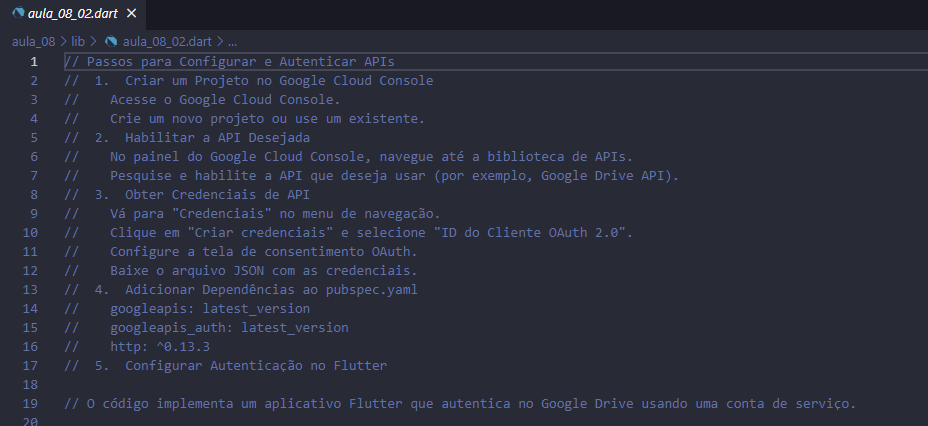 aula_08_02.dart ×
aula_08 > lib > aula_08_02.dart > ...
1 // Passos para Configurar e Autenticar APIs
2 //  1.  Criar um Projeto no Google Cloud Console
3 //    Acesse o Google Cloud Console.
4 //    Crie um novo projeto ou use um existente.
5 //  2.  Habilitar a API Desejada
6 //    No painel do Google Cloud Console, navegue até a biblioteca de APIs.
7 //    Pesquise e habilite a API que deseja usar (por exemplo, Google Drive API).
8 //  3.  Obter Credenciais de API
9 //    Vá para "Credenciais" no menu de navegação.
10 //    Clique em "Criar credenciais" e selecione "ID do Cliente OAuth 2.0".
11 //    Configure a tela de consentimento OAuth.
12 //    Baixe o arquivo JSON com as credenciais.
13 //  4.  Adicionar Dependências ao pubspec.yaml
14 //    googleapis: latest_version
15 //    googleapis_auth: latest_version
16 //    http: ^0.13.3
17 //  5.  Configurar Autenticação no Flutter
18
19 // O código implementa um aplicativo Flutter que autentica no Google Drive usando uma conta de serviço.
20